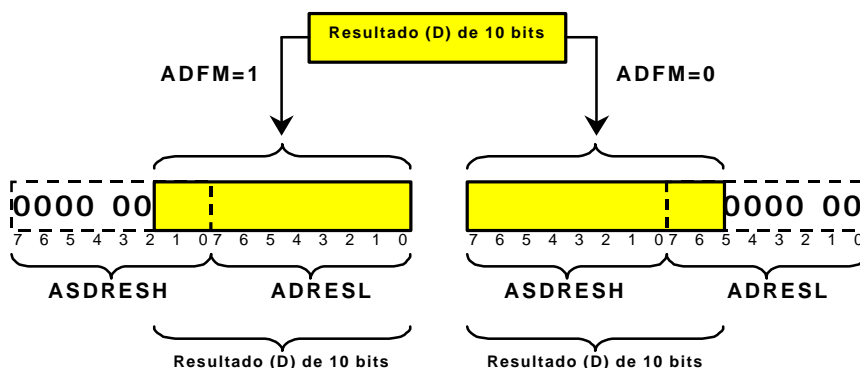 Resultado (D) de 10 bits
ADFM=1
ADFM=0
0000 00
0000 00
7 6 5 4 3 2 1 0 7 6 5 4 3 2 1 0
7 6 5 4 3 2 1 0 7 6 5 4 3 2 1 0
ASDRESH
ADRESL
ASDRESH
ADRESL
Resultado (D) de 10 bits
Resultado (D) de 10 bits